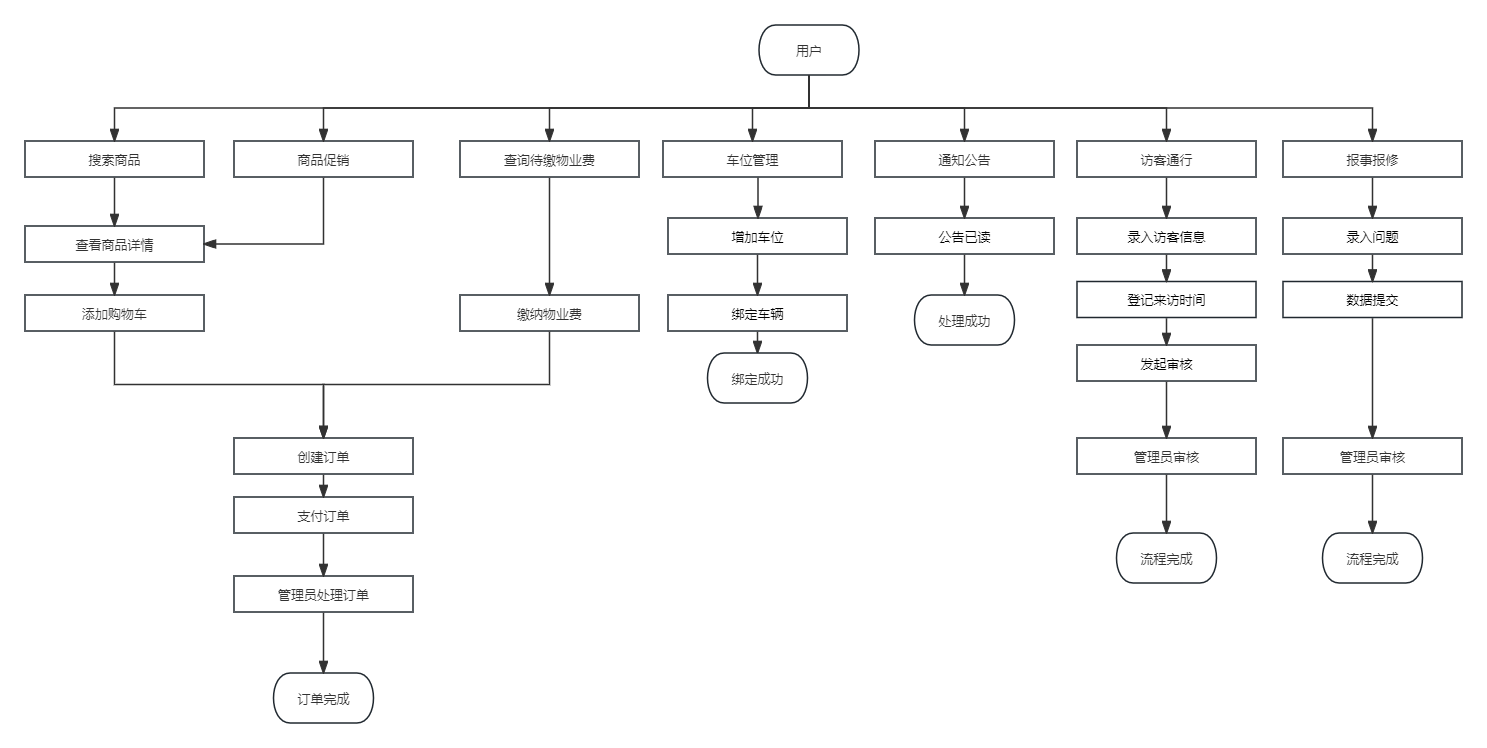 用户
搜索商品
商品促销
查询待缴物业费
车位管理
通知公告
访客通行
报事报修
查看商品详情
增加车位
公告已读
录入访客信息
录入问题
添加购物车
缴纳物业费
绑定车辆
处理成功
登记来访时间
数据提交
绑定成功
发起审核
创建订单
管理员审核
管理员审核
支付订单
流程完成
流程完成
管理员处理订单
订单完成